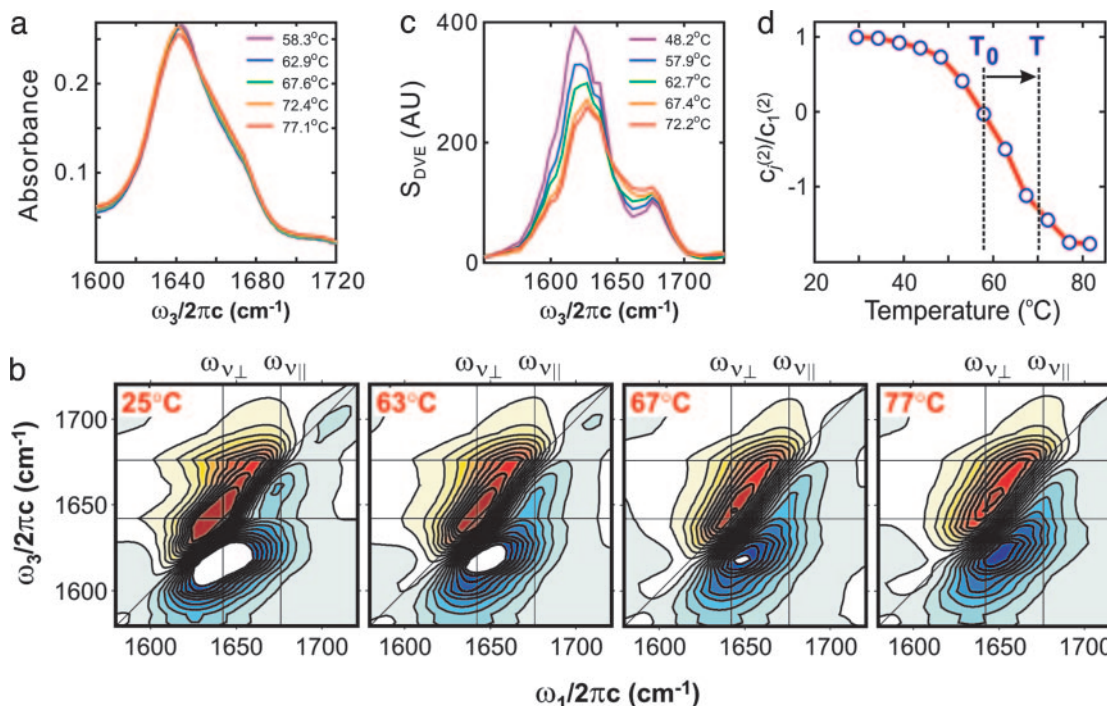 a
Absorbance
0.2
0.1
1600 1640 1680 1720
ω3/2πc (cm-1)
58.3°C
62.9°C
67.6°C
72.4°C
77.1°C
c
SDVE (AU)
400
200
0
1600 1650 1700
ω3/2πc (cm-1)
48.2°C
57.9°C
62.7°C
67.4°C
72.2°C
d
cj(2)/c1(2)
1
0
-1
T0 T
20 40 60 80
Temperature (°C)
b
ων⊥ ων|| ων⊥ ων|| ων⊥ ων|| ων⊥ ων||
25°C 63°C 67°C 77°C
ω3/2πc (cm-1)
1700
1650
1600
1600 1650 1700 1600 1650 1700 1600 1650 1700 1600 1650 1700
ω1/2πc (cm-1)